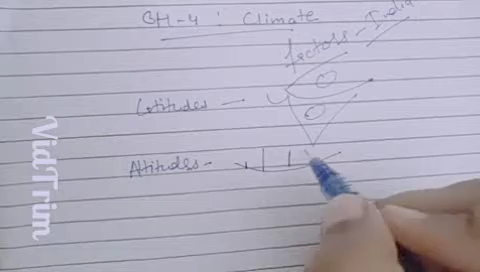 CH-4 : Climate
factors - India
Latitudes -
Altitudes -
VidTrim